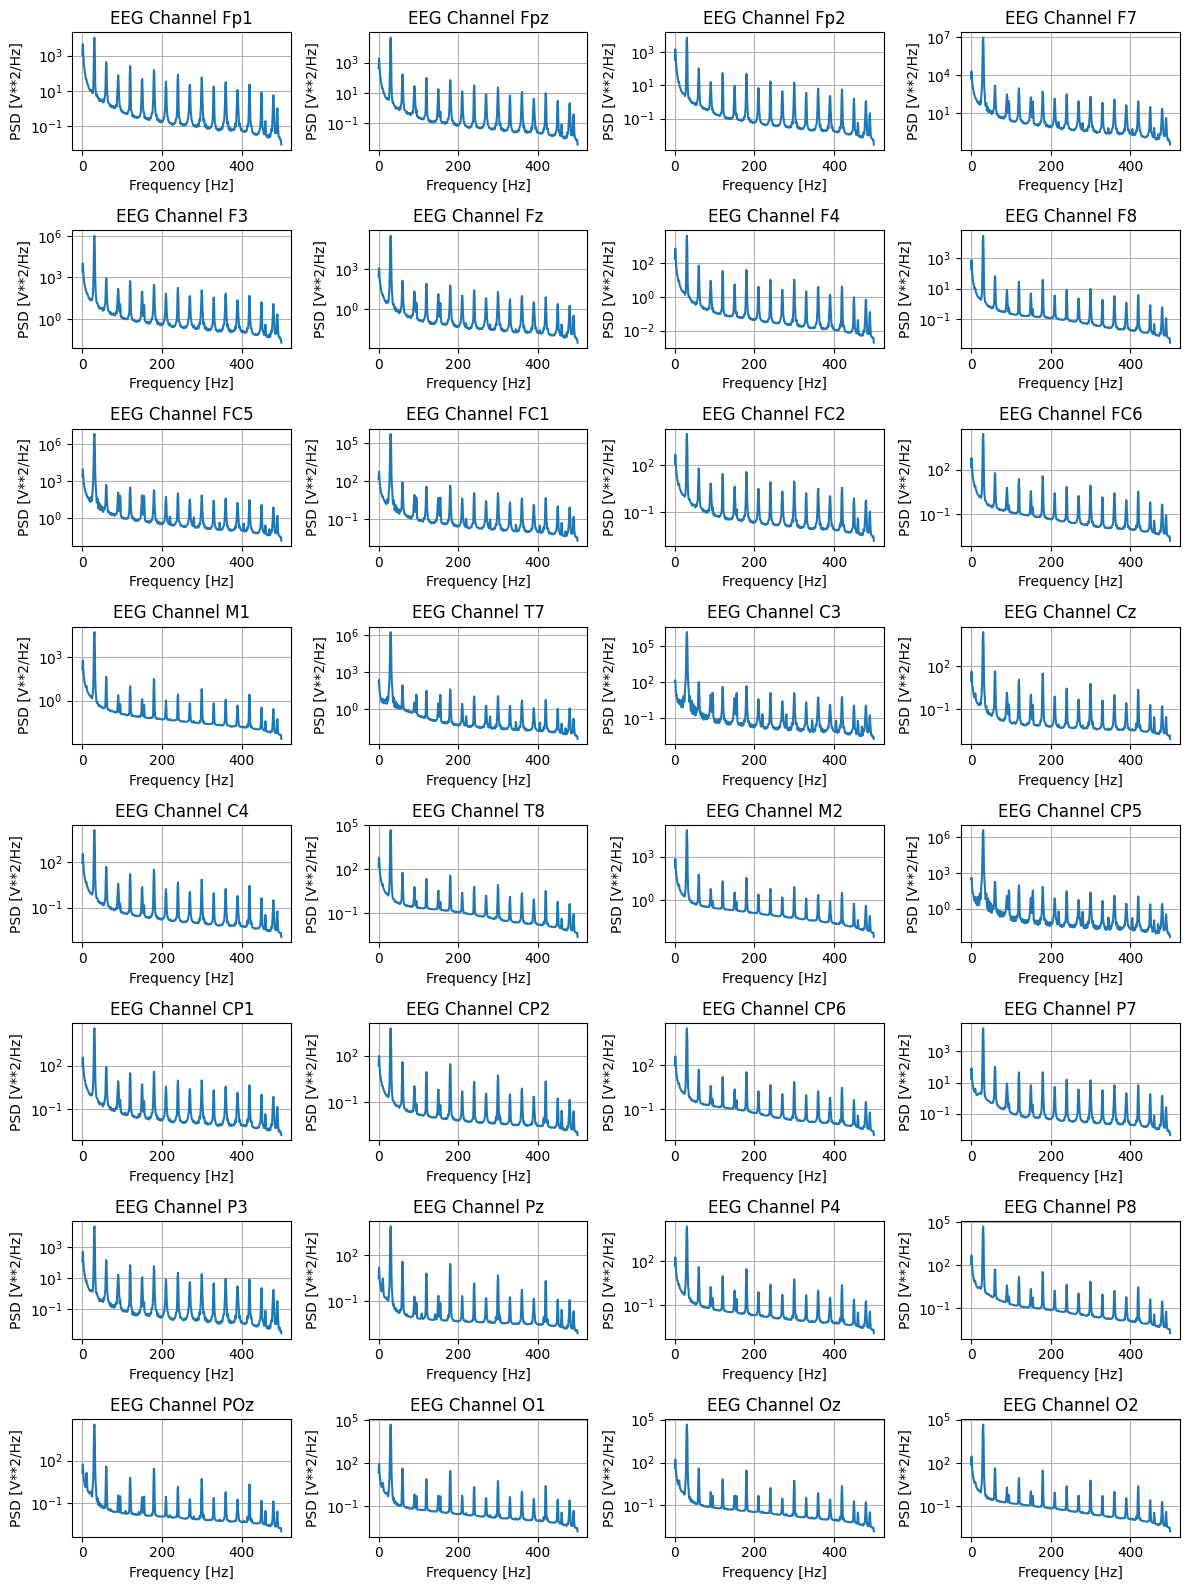 EEG Channel Fp1 EEG Channel Fpz EEG Channel Fp2 EEG Channel F7
PSD [V**2/Hz] 10^3 10^1 10^-1 PSD [V**2/Hz] 10^3 10^1 10^-1 PSD [V**2/Hz] 10^3 10^1 10^-1 PSD [V**2/Hz] 10^7 10^4 10^1
0 200 400 0 200 400 0 200 400 0 200 400
Frequency [Hz] Frequency [Hz] Frequency [Hz] Frequency [Hz]
EEG Channel F3 EEG Channel Fz EEG Channel F4 EEG Channel F8
PSD [V**2/Hz] 10^6 10^3 10^0 PSD [V**2/Hz] 10^3 10^0 PSD [V**2/Hz] 10^2 10^0 10^-2 PSD [V**2/Hz] 10^3 10^1 10^-1
0 200 400 0 200 400 0 200 400 0 200 400
Frequency [Hz] Frequency [Hz] Frequency [Hz] Frequency [Hz]
EEG Channel FC5 EEG Channel FC1 EEG Channel FC2 EEG Channel FC6
PSD [V**2/Hz] 10^6 10^3 10^0 PSD [V**2/Hz] 10^5 10^2 10^-1 PSD [V**2/Hz] 10^2 10^-1 PSD [V**2/Hz] 10^2 10^-1
0 200 400 0 200 400 0 200 400 0 200 400
Frequency [Hz] Frequency [Hz] Frequency [Hz] Frequency [Hz]
EEG Channel M1 EEG Channel T7 EEG Channel C3 EEG Channel Cz
PSD [V**2/Hz] 10^3 10^0 PSD [V**2/Hz] 10^6 10^3 10^0 PSD [V**2/Hz] 10^5 10^2 10^-1 PSD [V**2/Hz] 10^2 10^-1
0 200 400 0 200 400 0 200 400 0 200 400
Frequency [Hz] Frequency [Hz] Frequency [Hz] Frequency [Hz]
EEG Channel C4 EEG Channel T8 EEG Channel M2 EEG Channel CP5
PSD [V**2/Hz] 10^2 10^-1 PSD [V**2/Hz] 10^5 10^2 10^-1 PSD [V**2/Hz] 10^3 10^0 PSD [V**2/Hz] 10^6 10^3 10^0
0 200 400 0 200 400 0 200 400 0 200 400
Frequency [Hz] Frequency [Hz] Frequency [Hz] Frequency [Hz]
EEG Channel CP1 EEG Channel CP2 EEG Channel CP6 EEG Channel P7
PSD [V**2/Hz] 10^2 10^-1 PSD [V**2/Hz] 10^2 10^-1 PSD [V**2/Hz] 10^2 10^-1 PSD [V**2/Hz] 10^3 10^1 10^-1
0 200 400 0 200 400 0 200 400 0 200 400
Frequency [Hz] Frequency [Hz] Frequency [Hz] Frequency [Hz]
EEG Channel P3 EEG Channel Pz EEG Channel P4 EEG Channel P8
PSD [V**2/Hz] 10^3 10^1 10^-1 PSD [V**2/Hz] 10^2 10^-1 PSD [V**2/Hz] 10^2 10^-1 PSD [V**2/Hz] 10^5 10^2 10^-1
0 200 400 0 200 400 0 200 400 0 200 400
Frequency [Hz] Frequency [Hz] Frequency [Hz] Frequency [Hz]
EEG Channel POz EEG Channel O1 EEG Channel Oz EEG Channel O2
PSD [V**2/Hz] 10^2 10^-1 PSD [V**2/Hz] 10^5 10^2 10^-1 PSD [V**2/Hz] 10^5 10^2 10^-1 PSD [V**2/Hz] 10^5 10^2 10^-1
0 200 400 0 200 400 0 200 400 0 200 400
Frequency [Hz] Frequency [Hz] Frequency [Hz] Frequency [Hz]